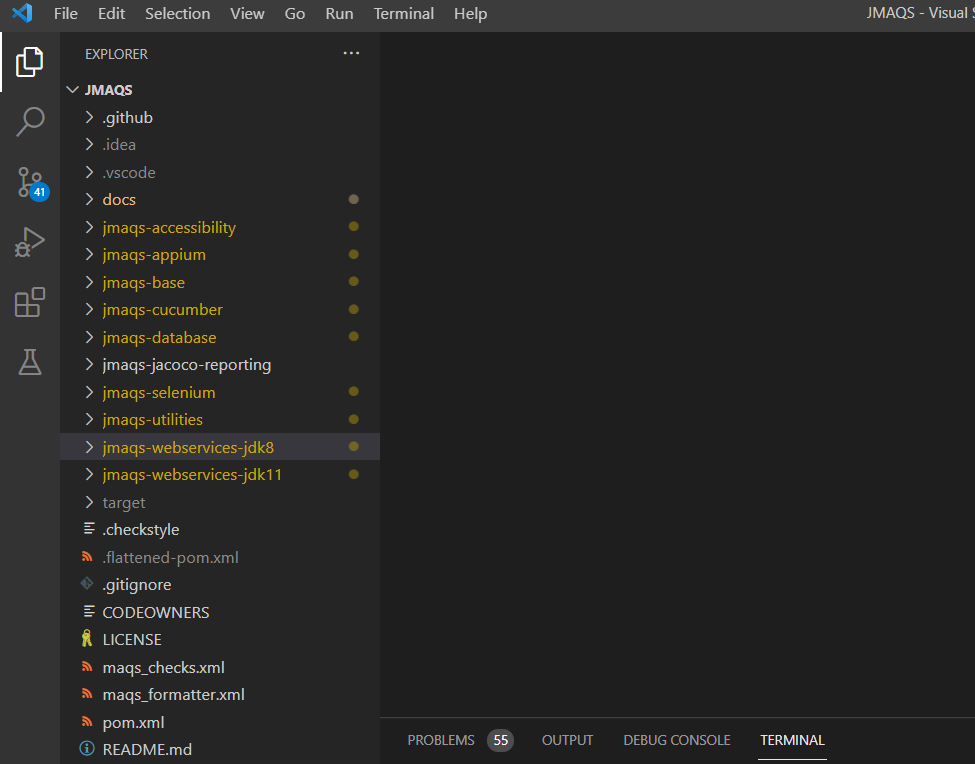 File Edit Selection View Go Run Terminal Help JMAQS - Visual
EXPLORER ...
JMAQS
.github
.idea
.vscode
docs
jmaqs-accessibility
jmaqs-appium
jmaqs-base
jmaqs-cucumber
jmaqs-database
jmaqs-jacoco-reporting
jmaqs-selenium
jmaqs-utilities
jmaqs-webservices-jdk8
jmaqs-webservices-jdk11
target
.checkstyle
.flattened-pom.xml
.gitignore
CODEOWNERS
LICENSE
maqs_checks.xml
maqs_formatter.xml
pom.xml
README.md
41
PROBLEMS 55 OUTPUT DEBUG CONSOLE TERMINAL